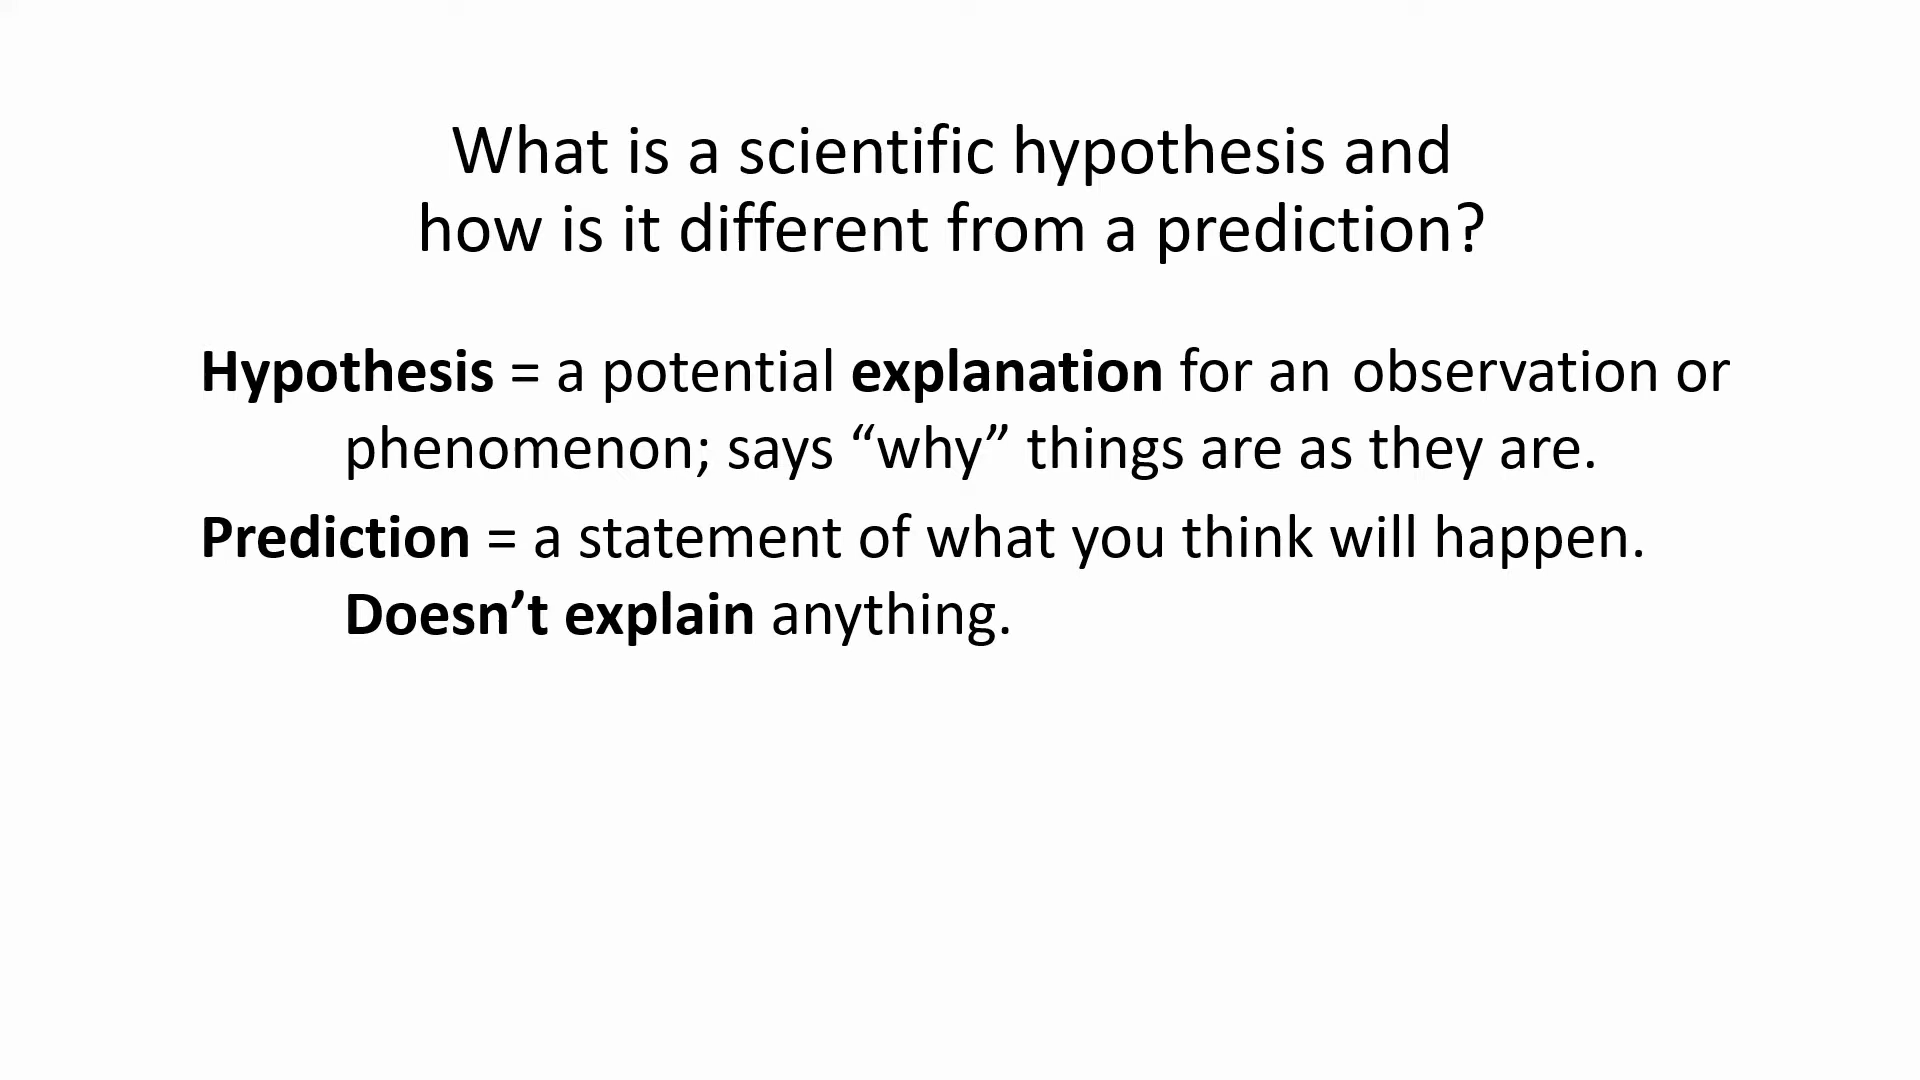 What is a scientific hypothesis and
how is it different from a prediction?
Hypothesis = a potential explanation for an observation or
phenomenon; says “why” things are as they are.
Prediction = a statement of what you think will happen.
Doesn’t explain anything.